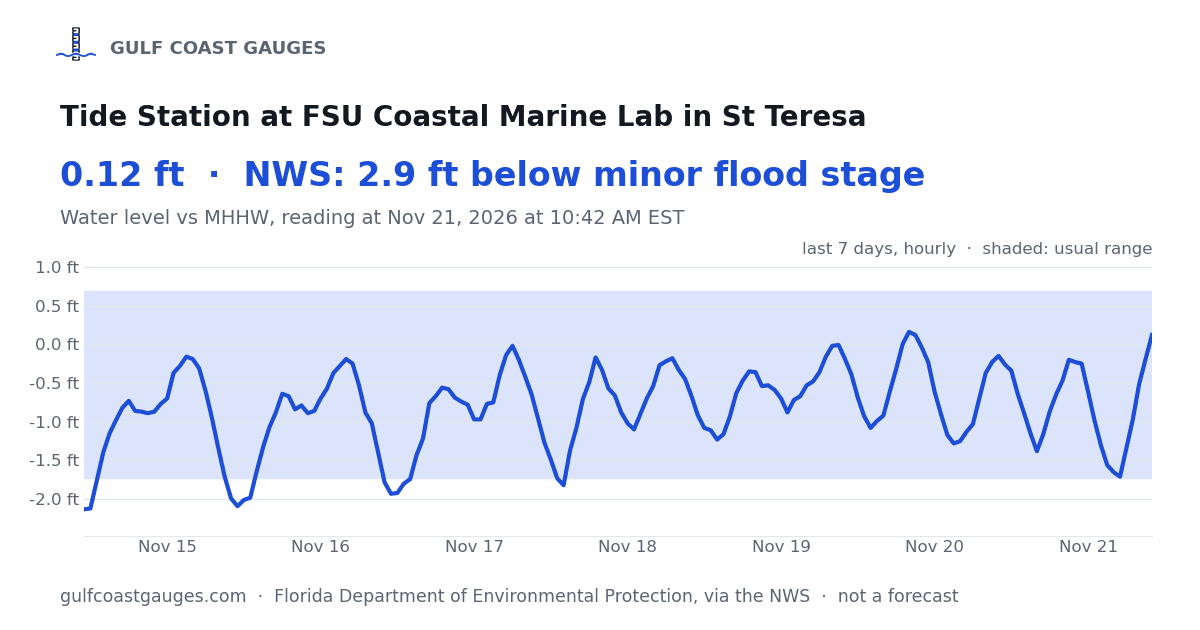 GULF COAST GAUGES
Tide Station at FSU Coastal Marine Lab in St Teresa
0.12 ft · NWS: 2.9 ft below minor flood stage
Water level vs MHHW, reading at Nov 21, 2026 at 10:42 AM EST
last 7 days, hourly · shaded: usual range
1.0 ft
0.5 ft
0.0 ft
-0.5 ft
-1.0 ft
-1.5 ft
-2.0 ft
Nov 15 Nov 16 Nov 17 Nov 18 Nov 19 Nov 20 Nov 21
gulfcoastgauges.com · Florida Department of Environmental Protection, via the NWS · not a forecast